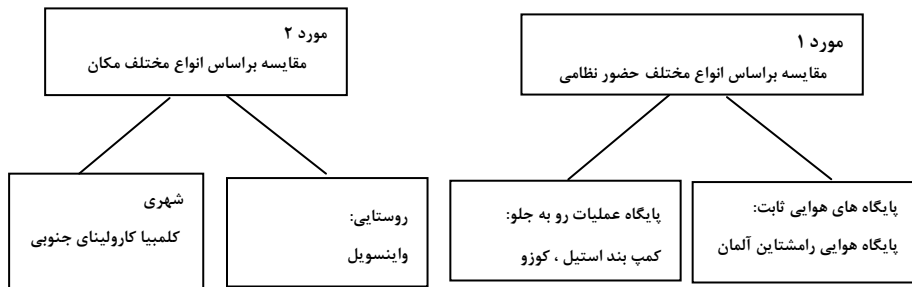 مورد ۱
مقایسه براساس انواع مختلف حضور نظامی
پایگاه های هوایی ثابت:
پایگاه هوایی رامشتاین آلمان
پایگاه عملیات رو به جلو:
کمپ بند استیل ، کوزو
مورد ۲
مقایسه براساس انواع مختلف مکان
روستایی:
واینسویل
شهری
کلمبیا کارولینای جنوبی